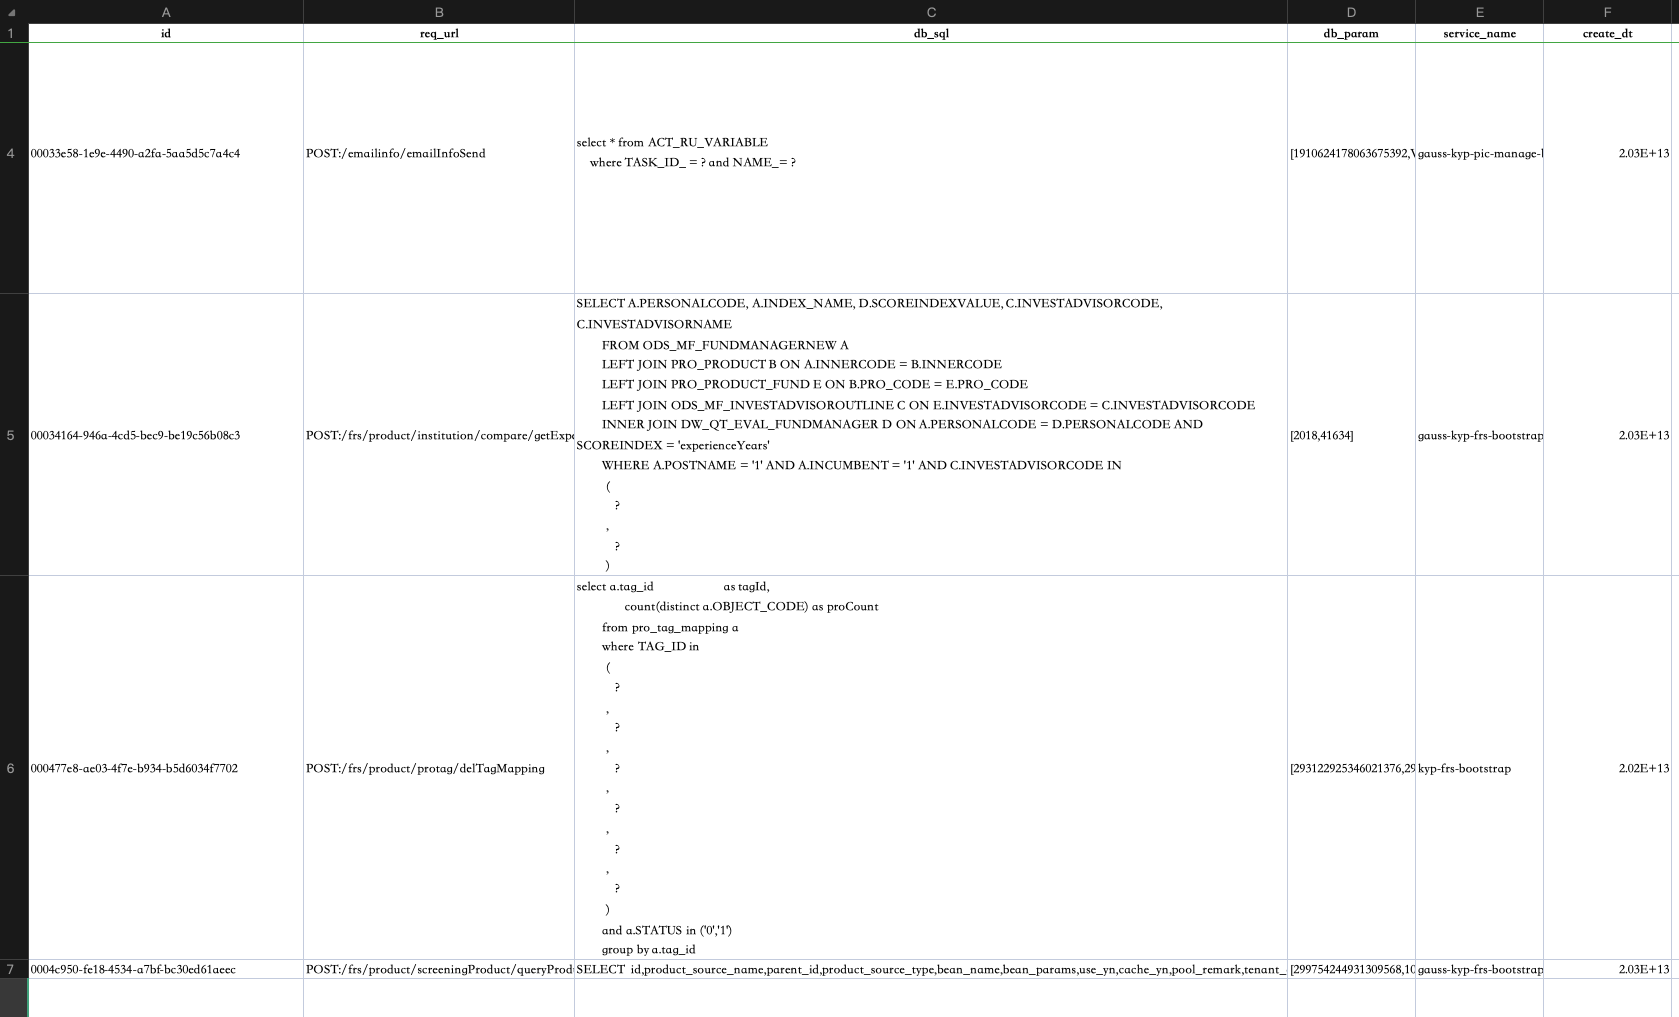 A B C D E F
1 id req_url db_sql db_param service_name create_dt
select * from ACT_RU_VARIABLE
4 00033e58-1e9e-4490-a2fa-5aa5d5c7a4c4 POST:/emailinfo/emailInfoSend [1910624178063675392,V gauss-kyp-pic-manage-b 2.03E+13
where TASK_ID_ = ? and NAME_= ?
SELECT A.PERSONALCODE, A.INDEX_NAME, D.SCOREINDEXVALUE, C.INVESTADVISORCODE,
C.INVESTADVISORNAME
FROM ODS_MF_FUNDMANAGERNEW A
LEFT JOIN PRO_PRODUCT B ON A.INNERCODE = B.INNERCODE
LEFT JOIN PRO_PRODUCT_FUND E ON B.PRO_CODE = E.PRO_CODE
LEFT JOIN ODS_MF_INVESTADVISOROUTLINE C ON E.INVESTADVISORCODE = C.INVESTADVISORCODE
INNER JOIN DW_QT_EVAL_FUNDMANAGER D ON A.PERSONALCODE = D.PERSONALCODE AND
5 00034164-946a-4cd5-bec9-be19c56b08c3 POST:/frs/product/institution/compare/getExpe [2018,41634] gauss-kyp-frs-bootstrap 2.03E+13
SCOREINDEX = 'experienceYears'
WHERE A.POSTNAME = '1' AND A.INCUMBENT = '1' AND C.INVESTADVISORCODE IN
(
?
,
?
)
select a.tag_id as tagId,
count(distinct a.OBJECT_CODE) as proCount
from pro_tag_mapping a
where TAG_ID in
(
?
,
?
,
6 000477e8-ae03-4f7e-b934-b5d6034f7702 POST:/frs/product/protag/delTagMapping ? [293122925346021376,29 kyp-frs-bootstrap 2.02E+13
,
?
,
?
,
?
)
and a.STATUS in ('0','1')
group by a.tag_id
7 0004c950-fe18-4534-a7bf-bc30ed61aeec POST:/frs/product/screeningProduct/queryProd SELECT id,product_source_name,parent_id,product_source_type,bean_name,bean_params,use_yn,cache_yn,pool_remark,tenant_ [299754244931309568,10 gauss-kyp-frs-bootstrap 2.03E+13